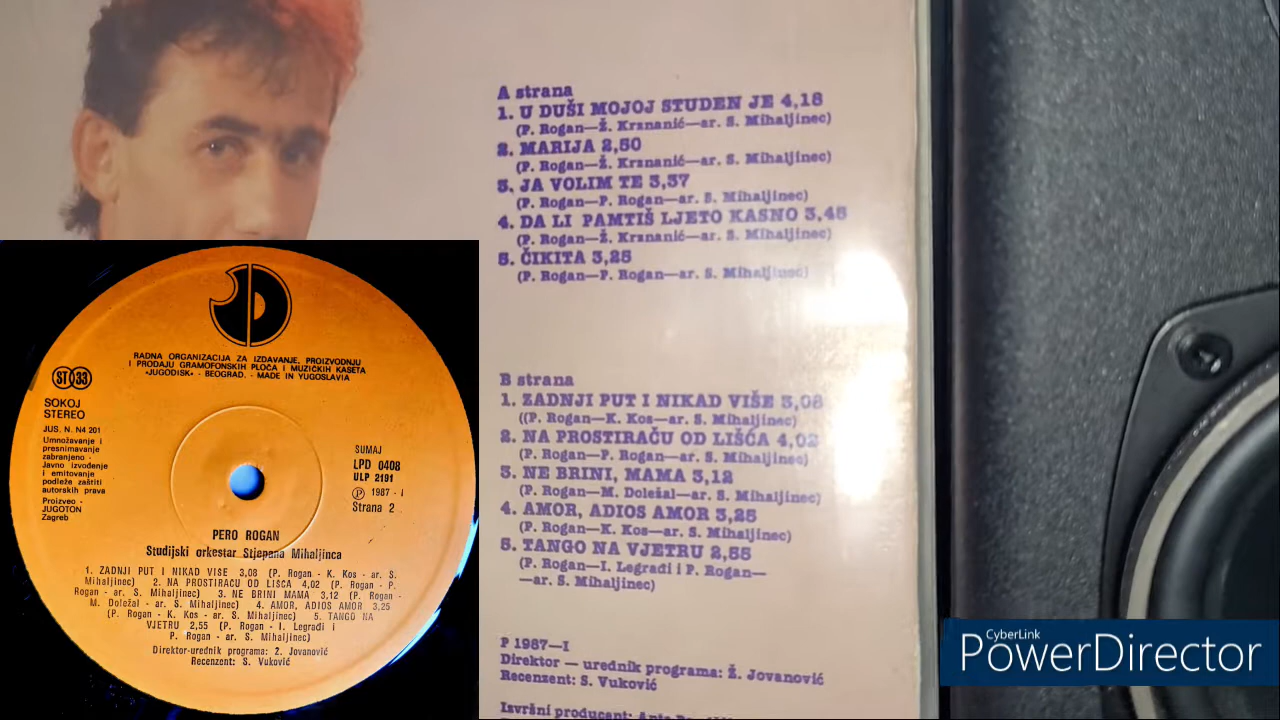 A strana
1. U DUŠI MOJOJ STUDEN JE 4,18
(P. Rogan—Ž. Krznanić—ar. S. Mihaljinec)
2. MARIJA 2,50
(P. Rogan—Ž. Krznanić—ar. S. Mihaljinec)
3. JA VOLIM TE 3,37
(P. Rogan—P. Rogan—ar. S. Mihaljinec)
4. DA LI PAMTIŠ LJETO KASNO 3,45
(P. Rogan—Ž. Krznanić—ar. S. Mihaljinec)
5. ČIKITA 3,25
(P. Rogan—P. Rogan—ar. S. Mihaljinec)
B strana
1. ZADNJI PUT I NIKAD VIŠE 3,08
((P. Rogan—K. Kos—ar. S. Mihaljinec)
2. NA PROSTIRAČU OD LIŠĆA 4,02
(P. Rogan—P. Rogan—ar. S. Mihaljinec)
3. NE BRINI, MAMA 3,12
(P. Rogan—M. Doležal—ar. S. Mihaljinec)
4. AMOR, ADIOS AMOR 3,25
(P. Rogan—K. Kos—ar. S. Mihaljinec)
5. TANGO NA VJETRU 2,55
(P. Rogan—I. Legrađi i P. Rogan—
—ar. S. Mihaljinec)
P 1987—I
Direktor — urednik programa: Ž. Jovanović
Recenzent: S. Vuković
Izvršni producent:
RADNA ORGANIZACIJA ZA IZDAVANJE, PROIZVODNJU
I PRODAJU GRAMOFONSKIH PLOČA I MUZIČKIH KASETA
«JUGODISK» - BEOGRAD. - MADE IN YUGOSLAVIA
ST 33
SOKOJ
STEREO
JUS. N. N4 201
Umnožavanje i
presnimavanje
zabranjeno -
Javno izvođenje
i emitovanje
podleže zaštiti
autorskih prava
Proizveo -
JUGOTON
Zagreb
SUMAJ
LPD 0408
ULP 2191
Ⓟ 1987 - I
Strana 2
PERO ROGAN
Studijski orkestar Stjepana Mihaljinca
1. ZADNJI PUT I NIKAD VIŠE 3,08 (P. Rogan - K. Kos - ar. S.
Mihaljinec) 2. NA PROSTIRAČU OD LIŠĆA 4,02 (P. Rogan - P.
Rogan - ar. S. Mihaljinec) 3. NE BRINI MAMA 3,12 (P. Rogan -
M. Doležal - ar. S. Mihaljinec) 4. AMOR, ADIOS AMOR 3,25
(P. Rogan - K. Kos - ar. S. Mihaljinec) 5. TANGO NA
VJETRU 2,55 (P. Rogan - I. Legrađi i
P. Rogan - ar. S. Mihaljinec)
Direktor-urednik programa: Ž. Jovanović
Recenzent: S. Vuković
CyberLink
PowerDirector